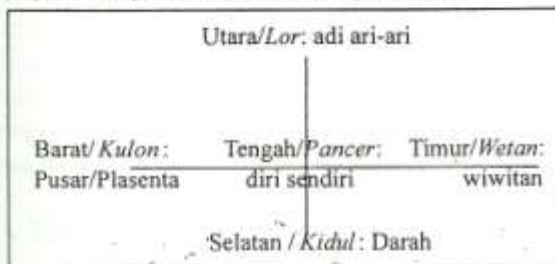 Utara/Lor: adi ari-ari
Barat/Kulon: Tengah/Pancer: Timur/Wetan:
Pusar/Plasenta diri sendiri wiwitan
Selatan / Kidul: Darah